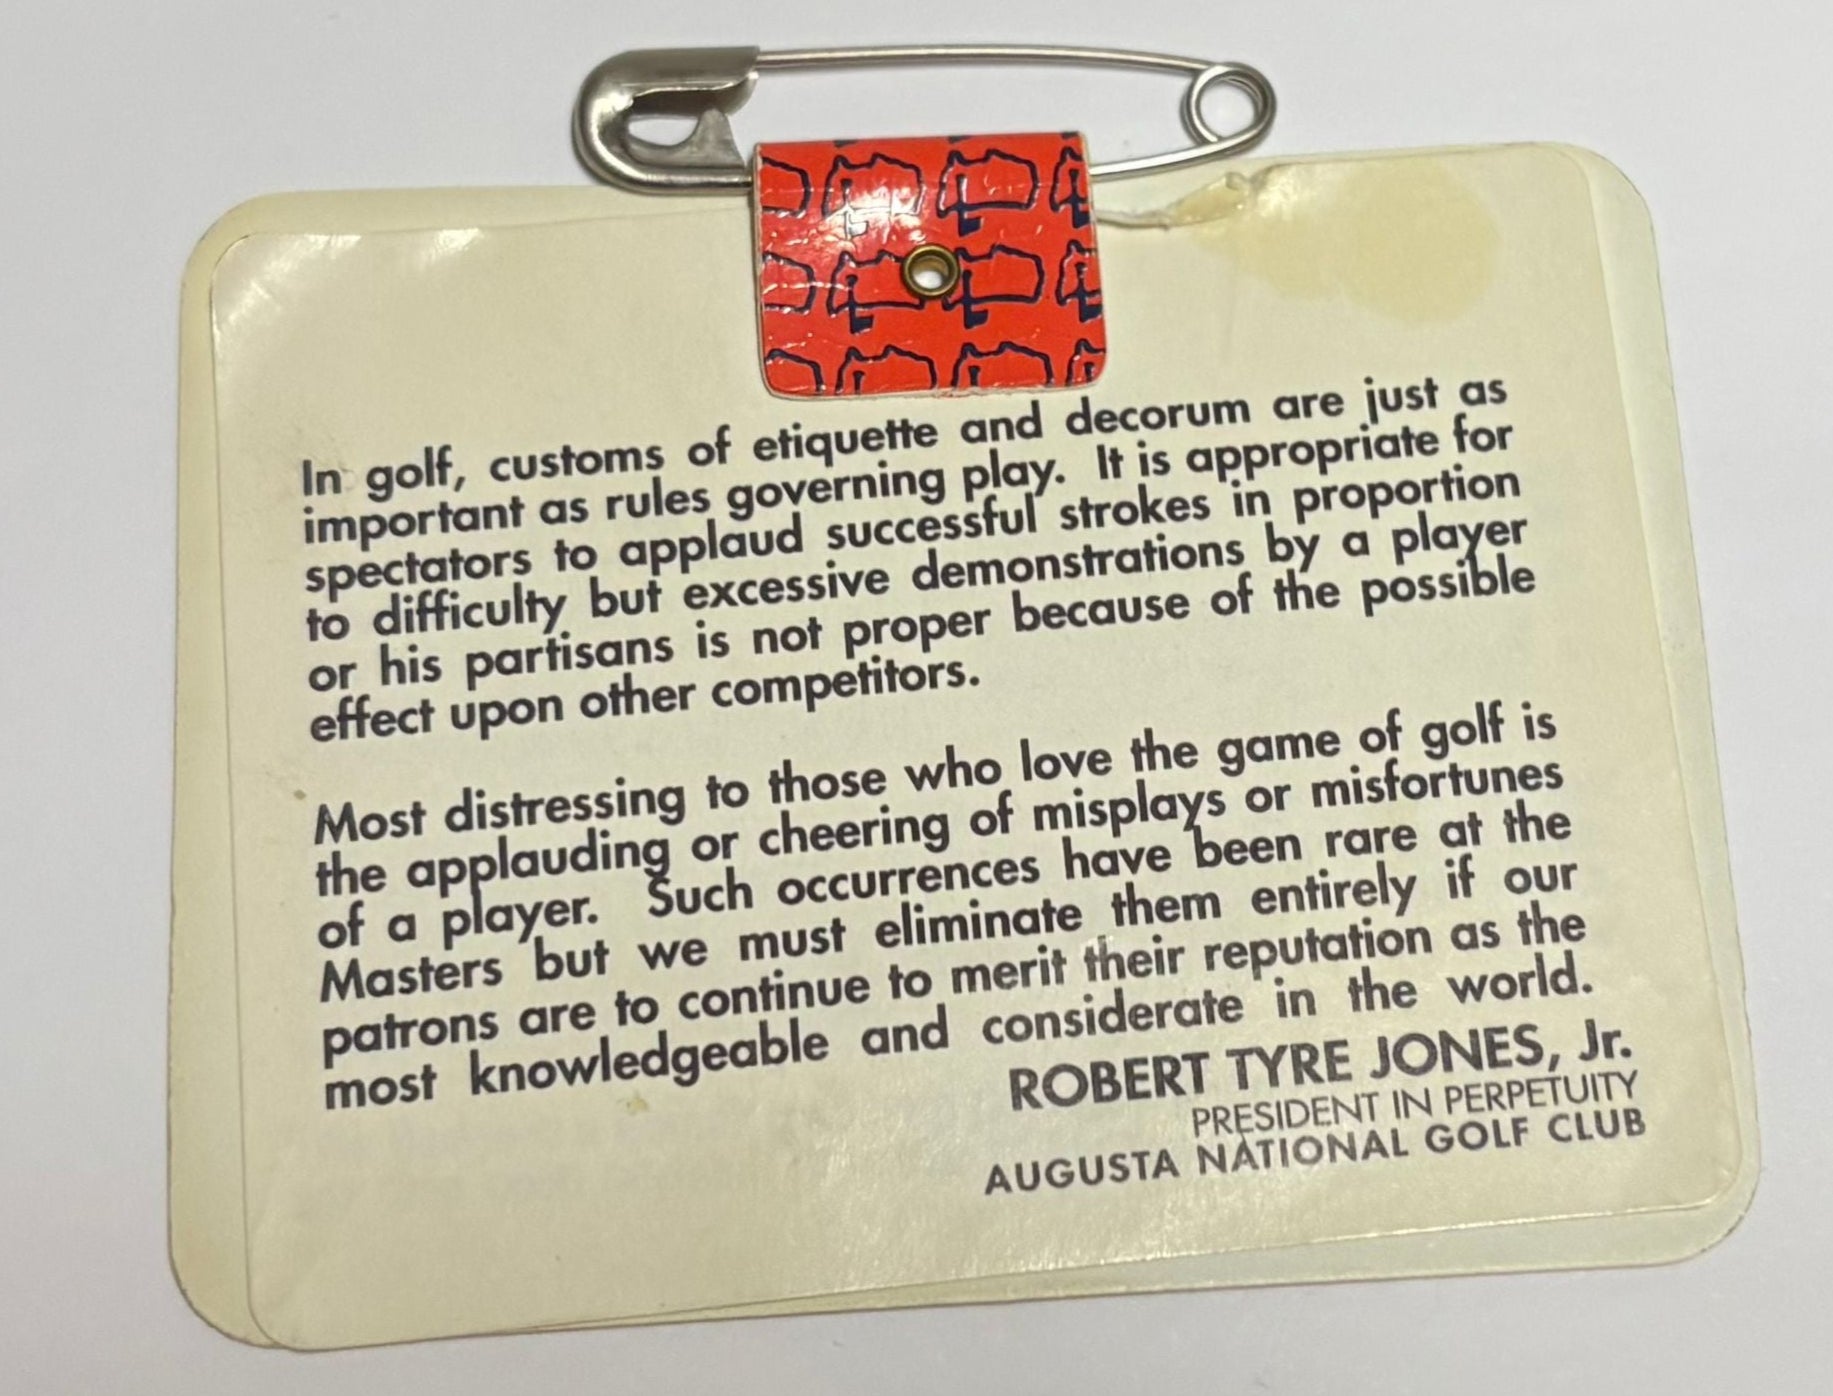 In golf, customs of etiquette and decorum are just as
important as rules governing play. It is appropriate for
spectators to applaud successful strokes in proportion
to difficulty but excessive demonstrations by a player
or his partisans is not proper because of the possible
effect upon other competitors.
Most distressing to those who love the game of golf is
the applauding or cheering of misplays or misfortunes
of a player. Such occurrences have been rare at the
Masters but we must eliminate them entirely if our
patrons are to continue to merit their reputation as the
most knowledgeable and considerate in the world.
ROBERT TYRE JONES, Jr.
PRESIDENT IN PERPETUITY
AUGUSTA NATIONAL GOLF CLUB